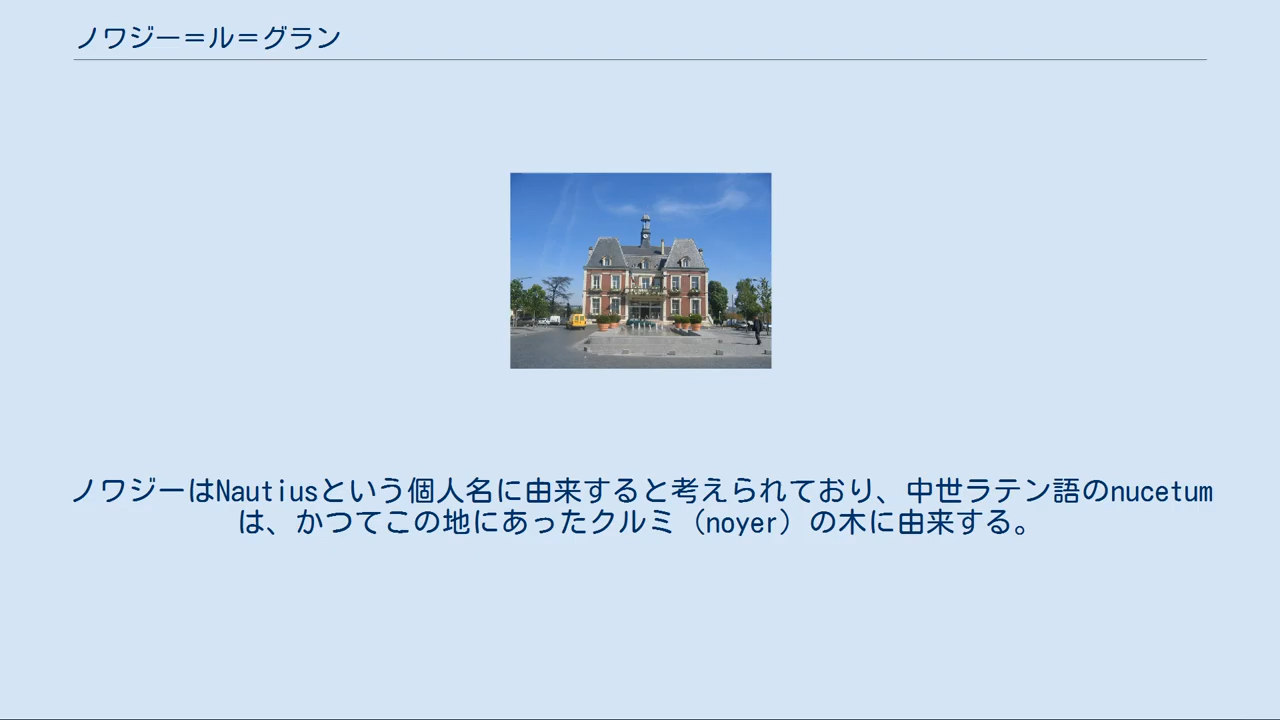 ノワジー＝ル＝グラン
ノワジーはNautiusという個人名に由来すると考えられており、中世ラテン語のnucetum
は、かつてこの地にあったクルミ（noyer）の木に由来する。